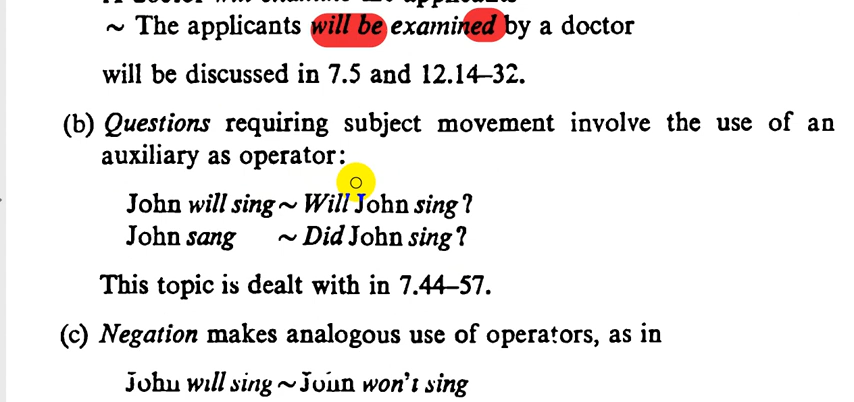 ~ The applicants will be examined by a doctor
will be discussed in 7.5 and 12.14–32.
(b) Questions requiring subject movement involve the use of an
auxiliary as operator:
John will sing ~ Will John sing?
John sang ~ Did John sing?
This topic is dealt with in 7.44–57.
(c) Negation makes analogous use of operators, as in
John will sing ~ John won't sing